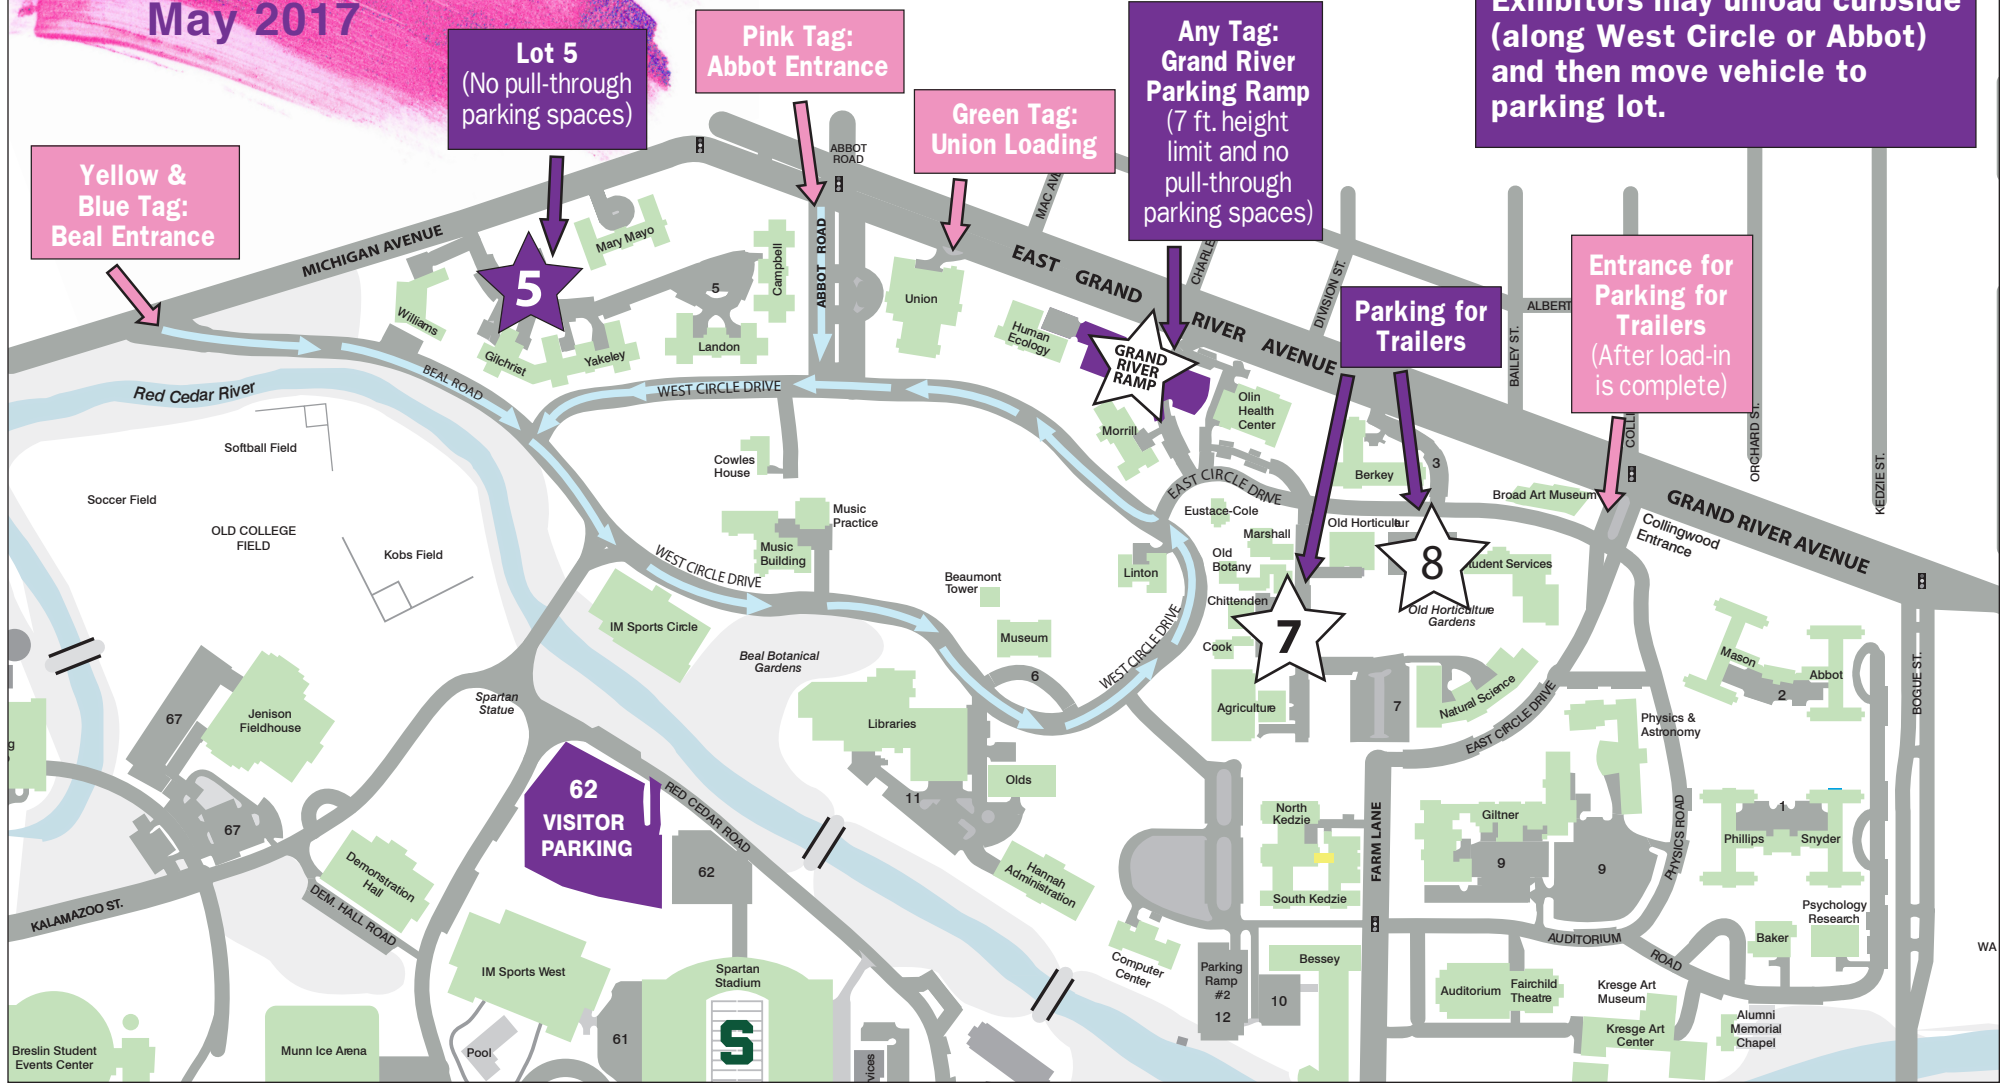 May 2017
Lot 5
(No pull-through
parking spaces)
Pink Tag:
Abbot Entrance
Green Tag:
Union Loading
Any Tag:
Grand River
Parking Ramp
(7 ft. height
limit and no
pull-through
parking spaces)
Exhibitors may unload curbside
(along West Circle or Abbot)
and then move vehicle to
parking lot.
Yellow &
Blue Tag:
Beal Entrance
Entrance for
Parking for
Trailers
(After load-in
is complete)
Parking for
Trailers
ABBOT
ROAD
MICHIGAN AVENUE
Mary Mayo
Campbell
ABBOT ROAD
Union
MAC AVE
EAST GRAND RIVER AVENUE
CHARLE
DIVISION ST.
ALBERT
BAILEY ST.
COLLI
ORCHARD ST.
KEDZIE ST.
5
5
Williams
Gilchrist
Yakeley
Landon
Human
Ecology
GRAND
RIVER
RAMP
BEAL ROAD
WEST CIRCLE DRIVE
Red Cedar River
Softball Field
Soccer Field
OLD COLLEGE
FIELD
Kobs Field
Cowles
House
Music
Practice
Music
Building
Morrill
Olin
Health
Center
Berkey
3
Broad Art Museum
GRAND RIVER AVENUE
Collingwood
Entrance
EAST CIRCLE DRIVE
Eustace-Cole
Marshall
Old Horticultur
Old
Botany
8
tudent Services
Linton
Chittenden
Old Horticulture
Gardens
7
Cook
WEST CIRCLE DRIVE
Beaumont
Tower
IM Sports Circle
Museum
Beal Botanical
Gardens
6
WEST CIRCLE DRIVE
Mason
Abbot
2
BOGUE ST.
Spartan
Statue
67
Jenison
Fieldhouse
Libraries
Agriculture
7
Natural Science
EAST CIRCLE DRIVE
Physics &
Astronomy
g
62
VISITOR
PARKING
RED CEDAR ROAD
Olds
11
North
Kedzie
FARM LANE
Giltner
PHYSICS ROAD
1
Phillips
Snyder
67
Demonstration
Hall
62
Hannah
Administration
9
9
South Kedzie
KALAMAZOO ST.
DEM. HALL ROAD
Psychology
Research
Baker
AUDITORIUM
ROAD
WA
IM Sports West
Spartan
Stadium
Computer
Center
Parking
Ramp
#2
12
10
Bessey
Auditorium
Fairchild
Theatre
Kresge Art
Museum
Kresge Art
Center
Alumni
Memorial
Chapel
Breslin Student
Events Center
Munn Ice Arena
Pool
61
S
vices